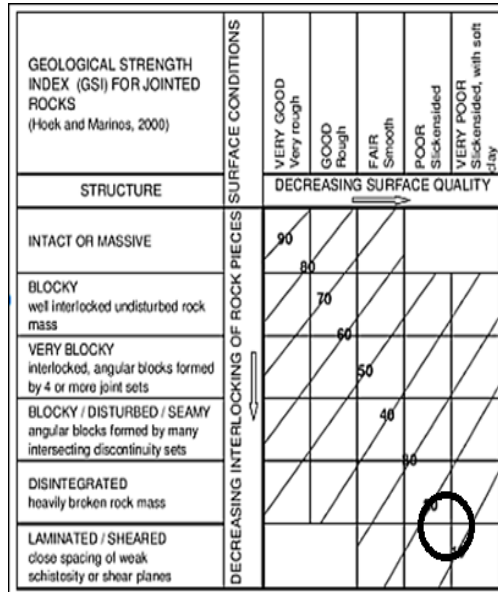 GEOLOGICAL STRENGTH
INDEX (GSI) FOR JOINTED
ROCKS
(Hoek and Marinos, 2000)
STRUCTURE
SURFACE CONDITIONS
VERY GOOD
Very rough
GOOD
Rough
FAIR
Smooth
POOR
Slickensided
VERY POOR
Slickensided, with soft
clay
DECREASING SURFACE QUALITY
DECREASING INTERLOCKING OF ROCK PIECES
INTACT OR MASSIVE
BLOCKY
well interlocked undisturbed rock
mass
VERY BLOCKY
interlocked, angular blocks formed
by 4 or more joint sets
BLOCKY / DISTURBED / SEAMY
angular blocks formed by many
intersecting discontinuity sets
DISINTEGRATED
heavily broken rock mass
LAMINATED / SHEARED
close spacing of weak
schistosity or shear planes
90
80
70
60
50
40
30